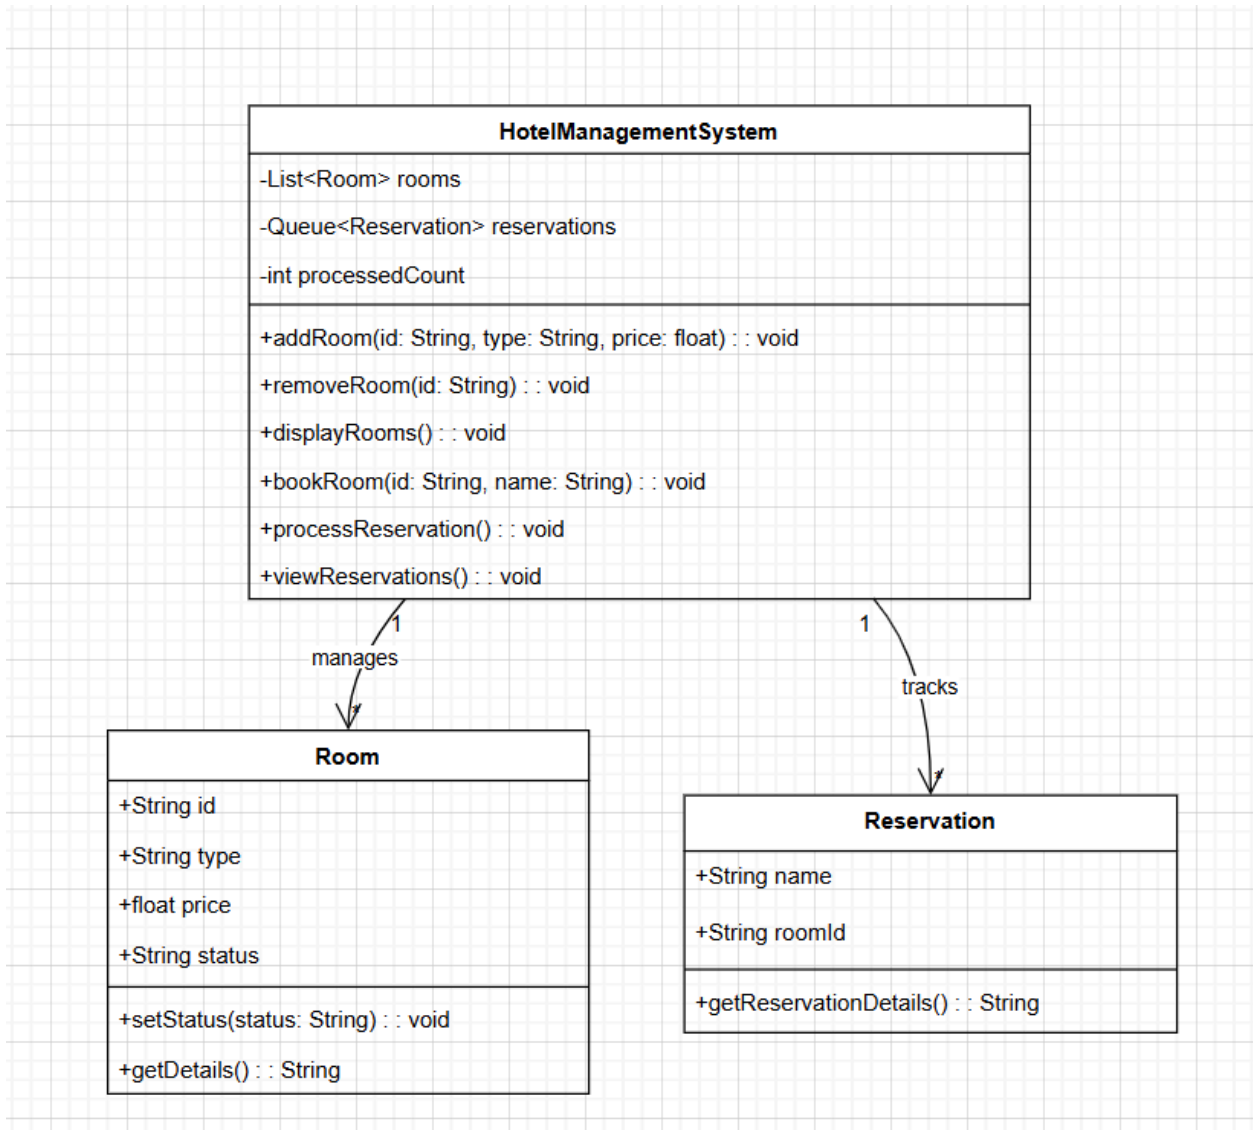 HotelManagementSystem
-List<Room> rooms
-Queue<Reservation> reservations
-int processedCount
+addRoom(id: String, type: String, price: float) : : void
+removeRoom(id: String) : : void
+displayRooms() : : void
+bookRoom(id: String, name: String) : : void
+processReservation() : : void
+viewReservations() : : void
1
1
manages
tracks
*
*
Room
+String id
+String type
+float price
+String status
+setStatus(status: String) : : void
+getDetails() : : String
Reservation
+String name
+String roomId
+getReservationDetails() : : String